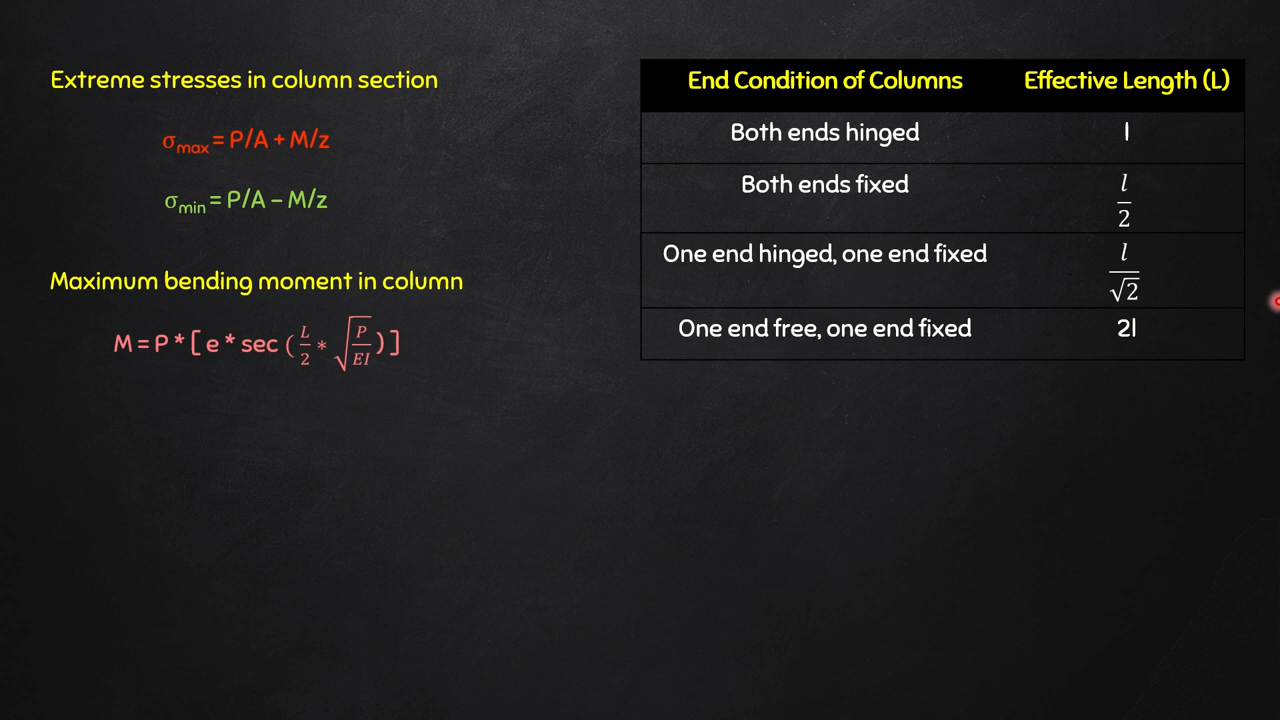 Extreme stresses in column section
σmax = P/A + M/z
σmin = P/A – M/z
Maximum bending moment in column
M = P * [ e * sec ( L/2 * √(P/EI) ) ]
End Condition of Columns Effective Length (L)
Both ends hinged l
Both ends fixed l/2
One end hinged, one end fixed l/√2
One end free, one end fixed 2l